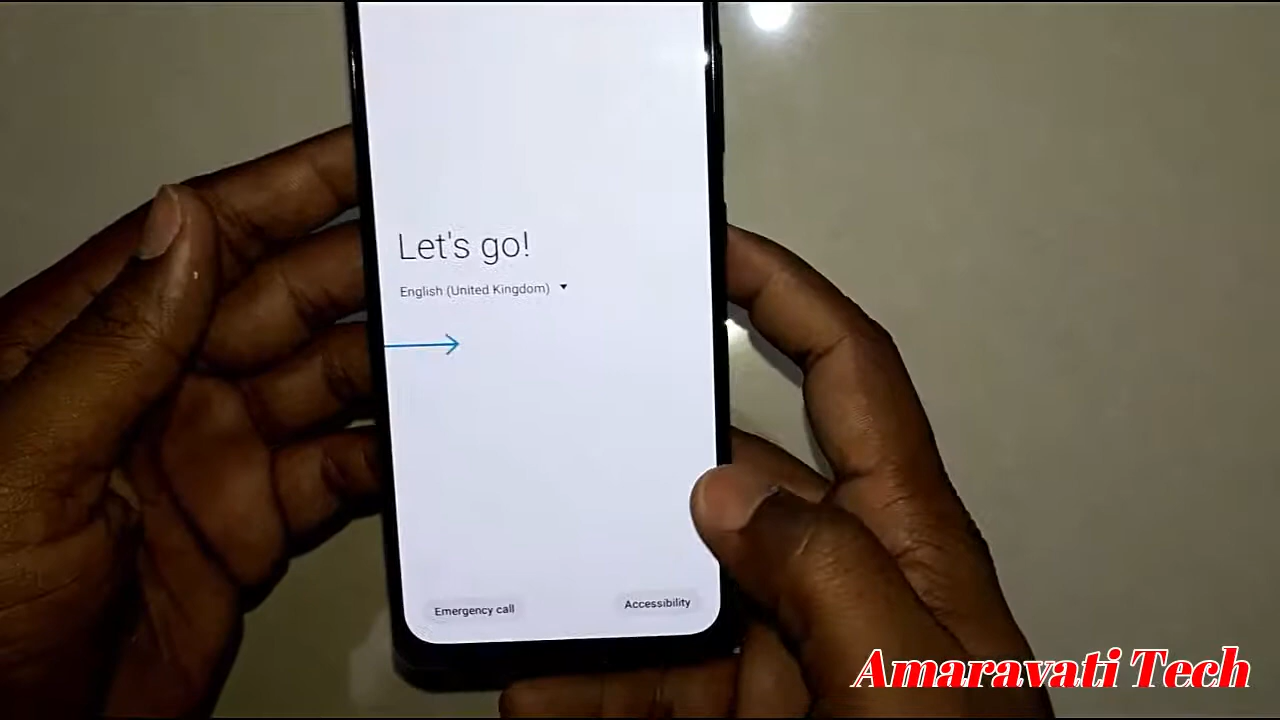 Let's go!
English (United Kingdom)
Emergency call
Accessibility
Amaravati Tech